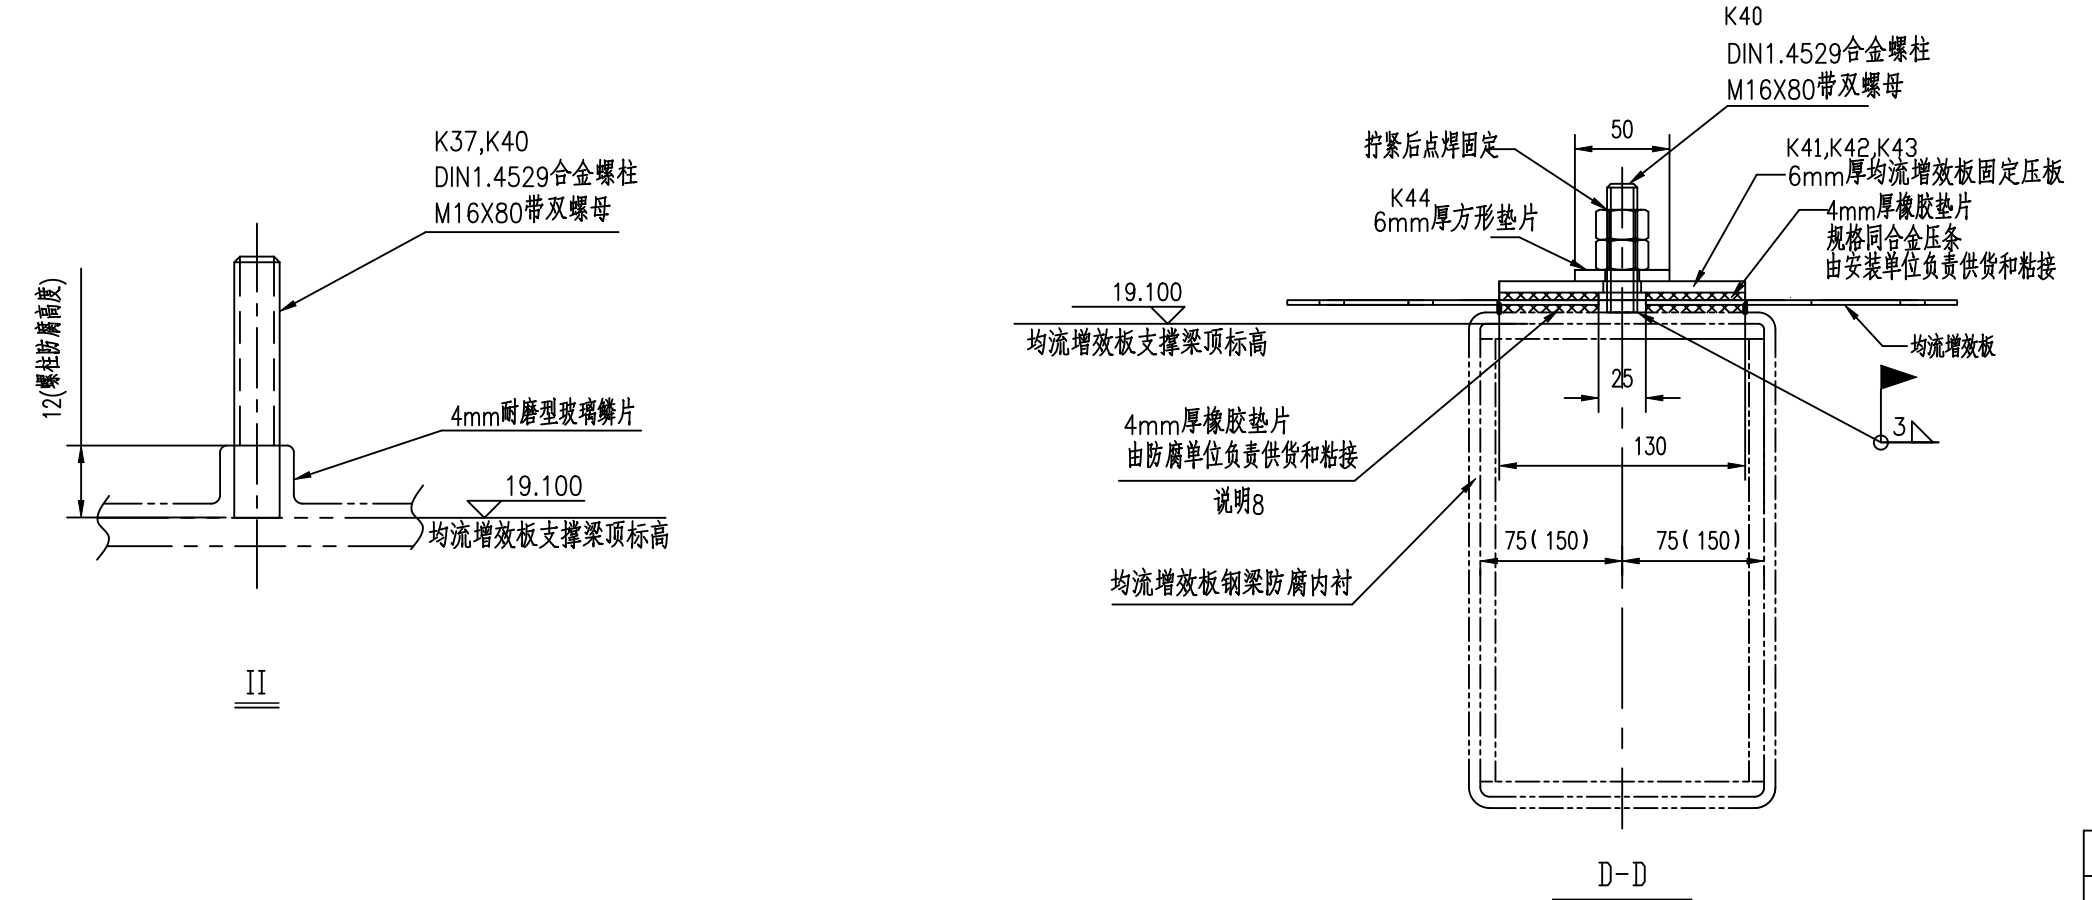 K37,K40
DIN1.4529合金螺柱
M16X80带双螺母
12(螺柱防腐高度)
4mm耐磨型玻璃鳞片
19.100
均流增效板支撑梁顶标高
II
K40
DIN1.4529合金螺柱
M16X80带双螺母
50
拧紧后点焊固定
K41,K42,K43
6mm厚均流增效板固定压板
K44
6mm厚方形垫片
4mm厚橡胶垫片
规格同合金压条
由安装单位负责供货和粘接
19.100
均流增效板支撑梁顶标高
均流增效板
25
3
4mm厚橡胶垫片
由防腐单位负责供货和粘接
130
说明8
75(150)
75(150)
均流增效板钢梁防腐内衬
D-D